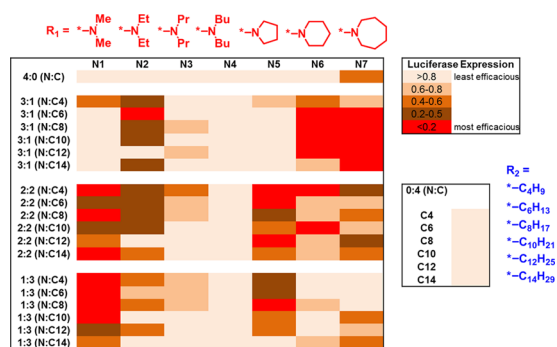 R1 =
*–N Me Me
*–N Et Et
*–N Pr Pr
*–N Bu Bu
*–N
*–N
*–N
N1 N2 N3 N4 N5 N6 N7
4:0 (N:C)
3:1 (N:C4)
3:1 (N:C6)
3:1 (N:C8)
3:1 (N:C10)
3:1 (N:C12)
3:1 (N:C14)
2:2 (N:C4)
2:2 (N:C6)
2:2 (N:C8)
2:2 (N:C10)
2:2 (N:C12)
2:2 (N:C14)
1:3 (N:C4)
1:3 (N:C6)
1:3 (N:C8)
1:3 (N:C10)
1:3 (N:C12)
1:3 (N:C14)
Luciferase Expression
>0.8 least efficacious
0.6-0.8
0.4-0.6
0.2-0.5
<0.2 most efficacious
0:4 (N:C)
C4
C6
C8
C10
C12
C14
R2 =
*–C4H9
*–C6H13
*–C8H17
*–C10H21
*–C12H25
*–C14H29